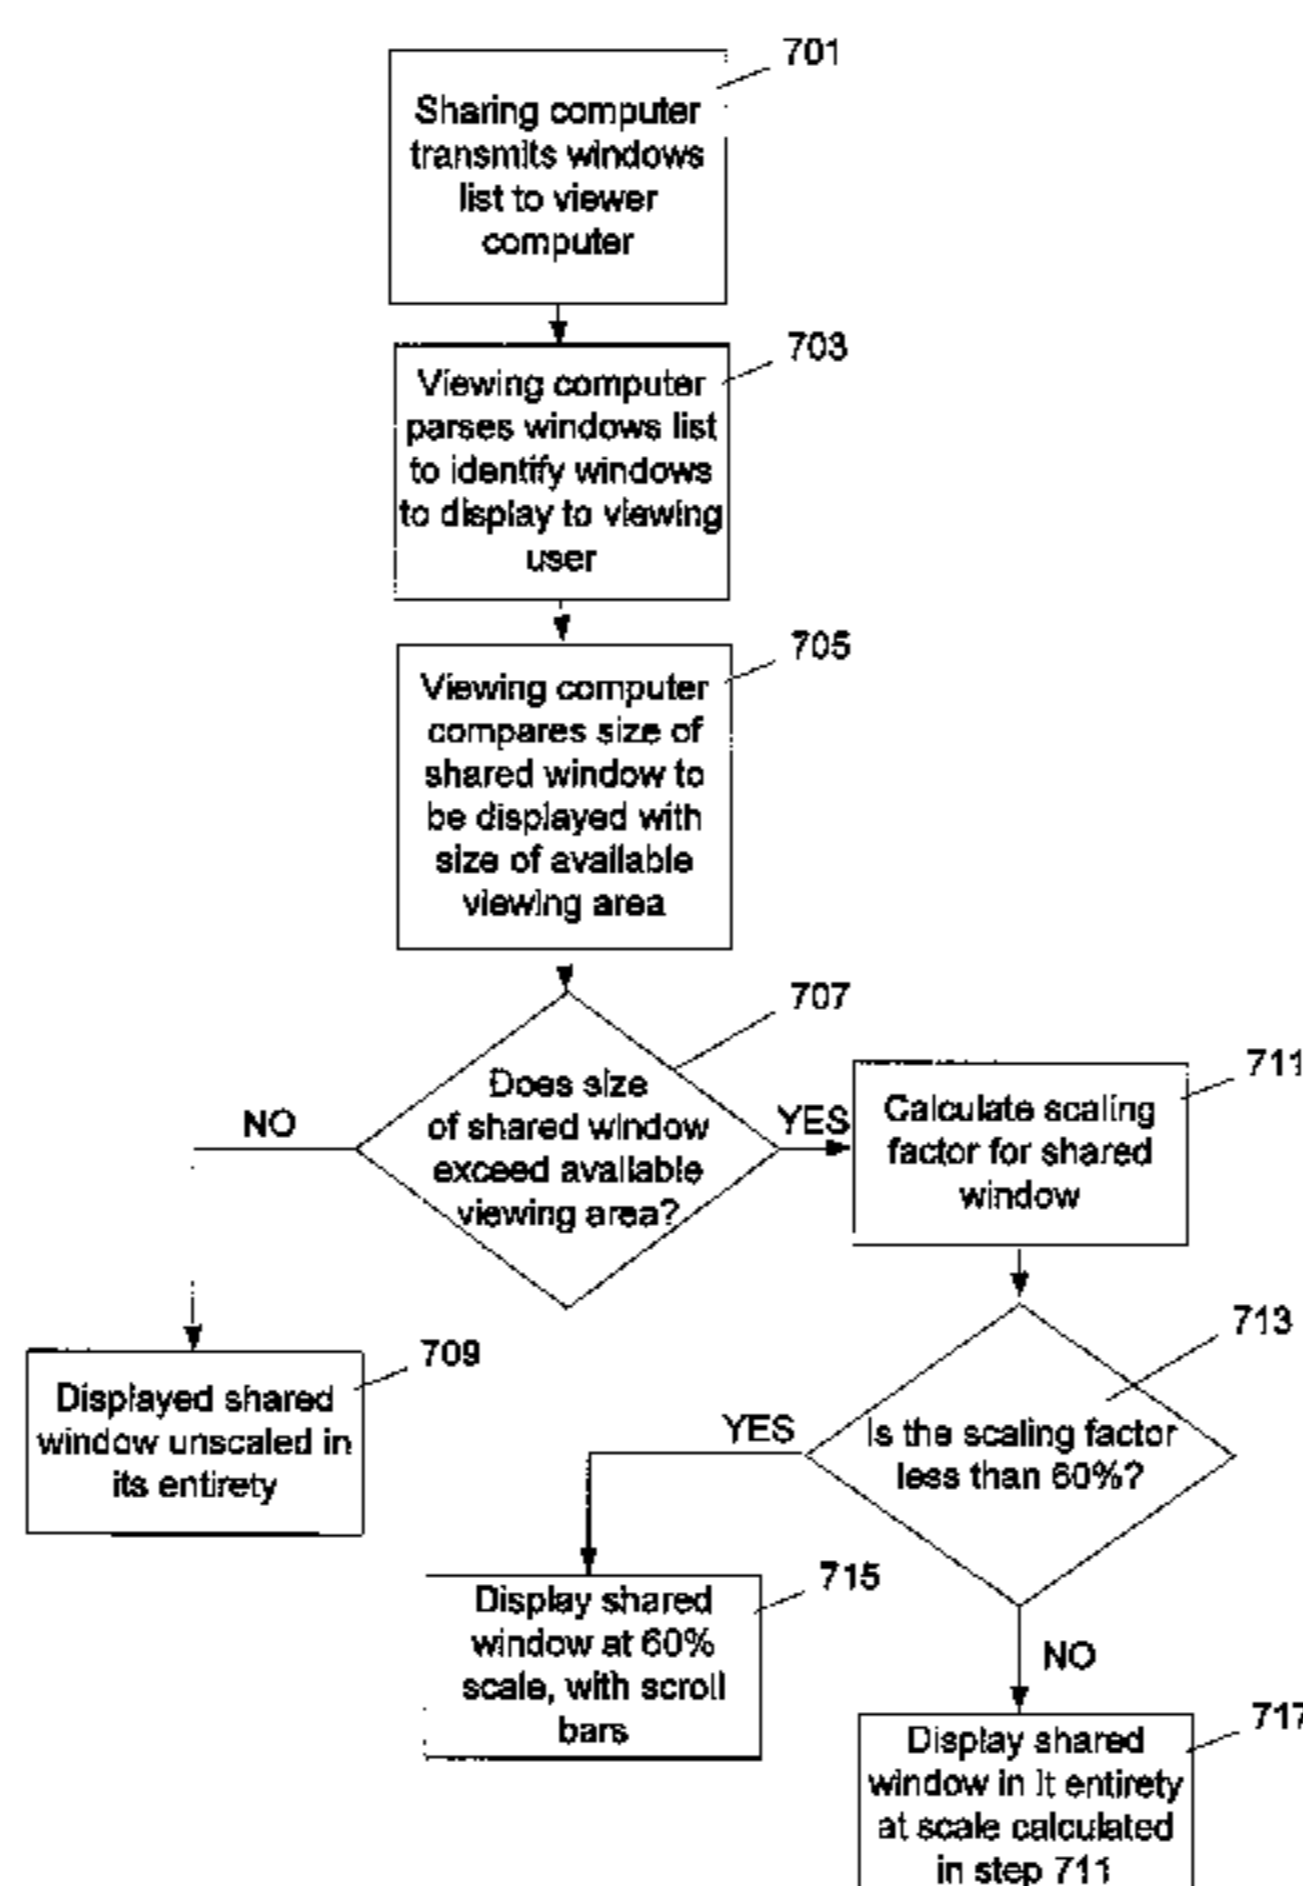 701
Sharing computer
transmits windows
list to viewer
computer
703
Viewing computer
parses windows list
to identify windows
to display to viewing
user
705
Viewing computer
compares size of
shared window to
be displayed with
size of available
viewing area
707
Does size
of shared window
exceed available
viewing area?
NO
YES
711
Calculate scaling
factor for shared
window
709
Displayed shared
window unscaled in
its entirety
713
Is the scaling factor
less than 60%?
YES
NO
715
Display shared
window at 60%
scale, with scroll
bars
717
Display shared
window in it entirety
at scale calculated
in step 711